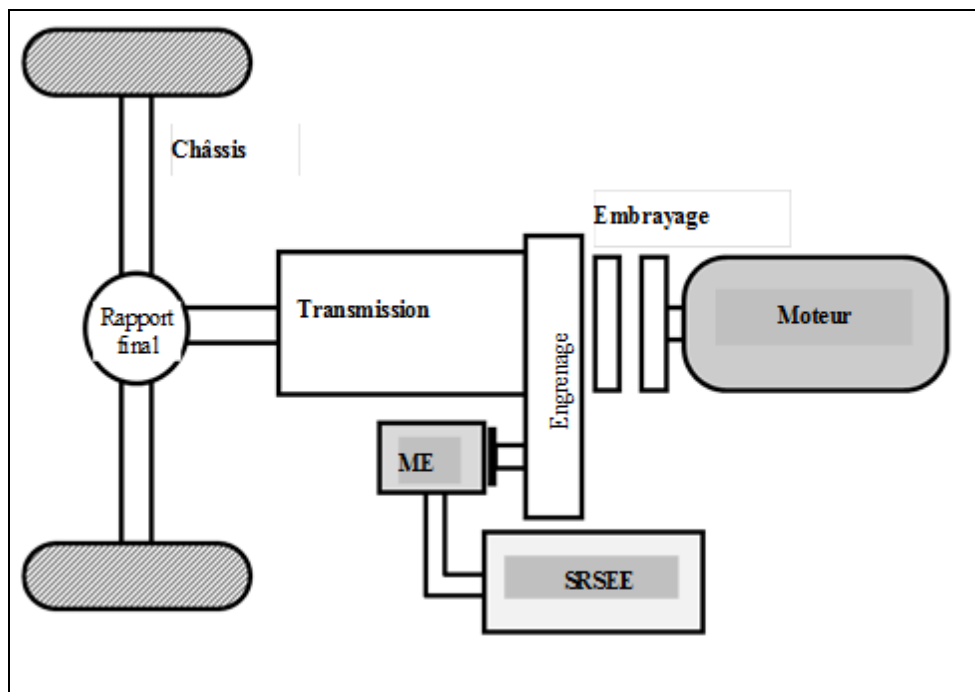 Châssis
Embrayage
Transmission
Moteur
Rapport
final
Engrenage
ME
SRSEE